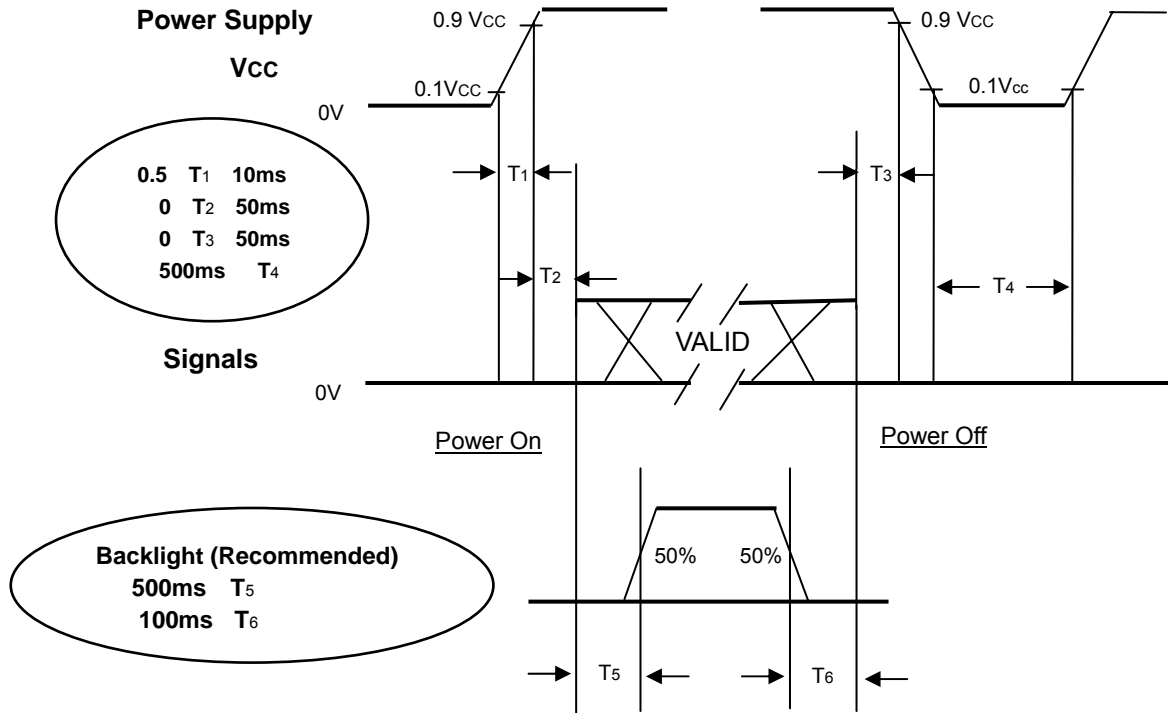 Power Supply
VCC
0.9 VCC
0.1VCC
0V
0.9 VCC
0.1Vcc
0.5 T1 10ms
0 T2 50ms
0 T3 50ms
500ms T4
T1
T3
T2
T4
VALID
Signals
0V
Power On
Power Off
Backlight (Recommended)
500ms T5
100ms T6
50% 50%
T5
T6